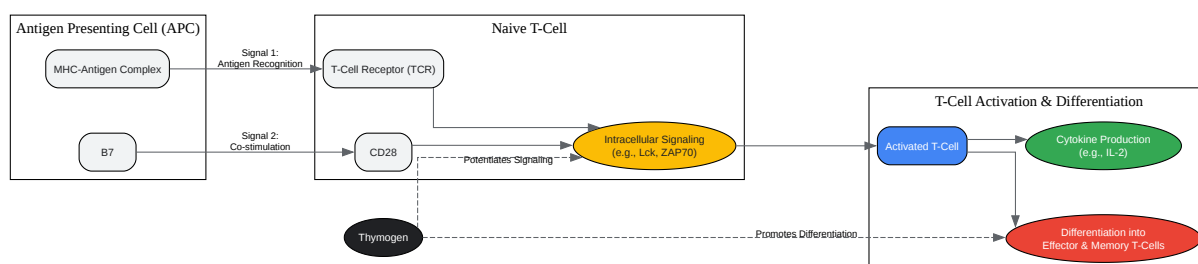 Antigen Presenting Cell (APC)
MHC-Antigen Complex
B7
Signal 1:
Antigen Recognition
Signal 2:
Co-stimulation
Naive T-Cell
T-Cell Receptor (TCR)
CD28
Intracellular Signaling
(e.g., Lck, ZAP70)
Potentiates Signaling
Thymogen
Promotes Differentiation
T-Cell Activation & Differentiation
Activated T-Cell
Cytokine Production
(e.g., IL-2)
Differentiation into
Effector & Memory T-Cells